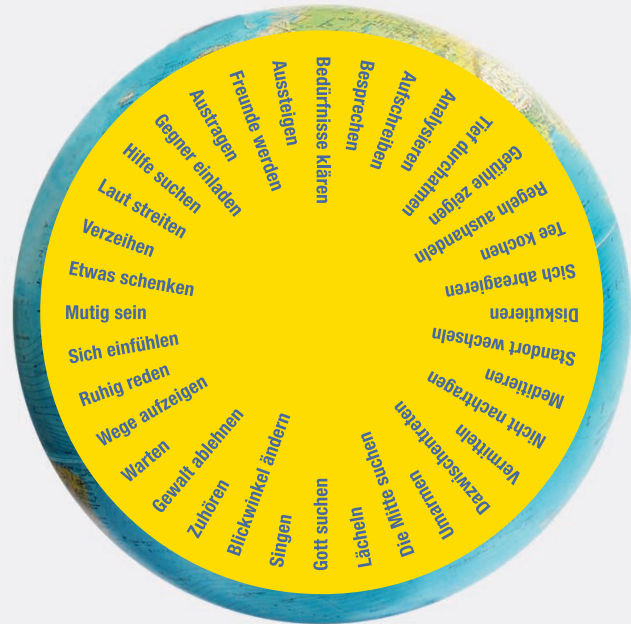 Bedürfnisse klären
Besprechen
Aufschreiben
Analysieren
Tief durchatmen
Gefühle zeigen
Regeln aushandeln
Tee kochen
Sich abreagieren
Diskutieren
Standort wechseln
Meditieren
Nicht nachtragen
Vermitteln
Dazwischentreten
Umarmen
Die Mitte suchen
Lächeln
Gott suchen
Singen
Blickwinkel ändern
Zuhören
Gewalt ablehnen
Warten
Wege aufzeigen
Ruhig reden
Sich einfühlen
Mutig sein
Etwas schenken
Verzeihen
Laut streiten
Hilfe suchen
Gegner einladen
Austragen
Freunde werden
Aussteigen